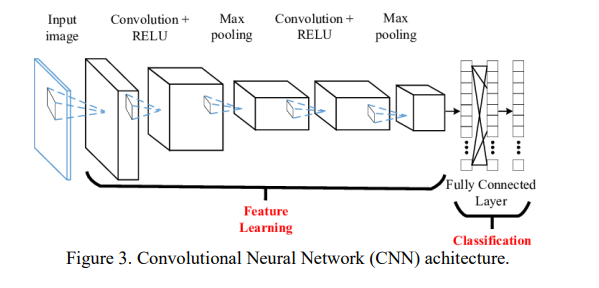 Input
image
Convolution +
RELU
Max
pooling
Convolution +
RELU
Max
pooling
Fully Connected
Layer
Feature
Learning
Classification
Figure 3. Convolutional Neural Network (CNN) achitecture.